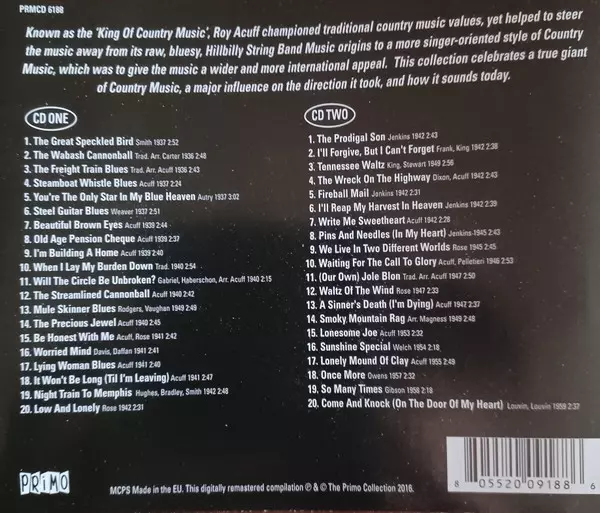 PRMCD 6188
Known as the 'King Of Country Music', Roy Acuff championed traditional country music values, yet helped to steer
the music away from its raw, bluesy, Hillbilly String Band Music origins to a more singer-oriented style of Country
Music, which was to give the music a wider and more international appeal. This collection celebrates a true giant
of Country Music, a major influence on the direction it took, and how it sounds today.
CD ONE
1. The Great Speckled Bird Smith 1937 2:52
2. The Wabash Cannonball Trad. Arr. Carter 1936 2:48
3. The Freight Train Blues Trad, Arr. Acuff 1936 2:43
4. Steamboat Whistle Blues Acuff 1937 2:24
5. You're The Only Star In My Blue Heaven Autry 1937 3:02
6. Steel Guitar Blues Weaver 1937 2:51
7. Beautiful Brown Eyes Acuff 1939 2:44
8. Old Age Pension Cheque Acuff 1939 2:37
9. I'm Building A Home Acuff 1939 2:40
10. When I Lay My Burden Down Trad. 1940 2:54
11. Will The Circle Be Unbroken? Gabriel, Haberschon, Arr. Acuff 1940 2:15
12. The Streamlined Cannonball Acuff 1940 2:42
13. Mule Skinner Blues Rodgers, Vaughan 1949 2:49
14. The Precious Jewel Acuff 1940 2:45
15. Be Honest With Me Acuff, Rose 1941 2:42
16. Worried Mind Davis, Daffan 1941 2:41
17. Lying Woman Blues Acuff 1941 2:40
18. It Won't Be Long (Til I'm Leaving) Acuff 1941 2:47
19. Night Train To Memphis Hughes, Bradley, Smith 1942 2:48
20. Low And Lonely Rose 1942 2:31
CD TWO
1. The Prodigal Son Jenkins 1942 2:43
2. I'll Forgive, But I Can't Forget Frank, King 1942 2:38
3. Tennessee Waltz King, Stewart 1949 2:56
4. The Wreck On The Highway Dixon, Acuff 1942 2:43
5. Fireball Mail Jenkins 1942 2:31
6. I'll Reap My Harvest In Heaven Jenkins 1942 2:39
7. Write Me Sweetheart Acuff 1942 2:28
8. Pins And Needles (In My Heart) Jenkins 1945 2:43
9. We Live In Two Different Worlds Rose 1945 2:45
10. Waiting For The Call To Glory Acuff, Pelletieri 1946 2:53
11. (Our Own) Jole Blon Trad. Arr. Acuff 1947 2:50
12. Waltz Of The Wind Rose 1947 2:33
13. A Sinner's Death (I'm Dying) Acuff 1947 2:37
14. Smoky Mountain Rag Arr. Magness 1949 2:48
15. Lonesome Joe Acuff 1953 2:32
16. Sunshine Special Welch 1954 2:18
17. Lonely Mound Of Clay Acuff 1955 2:49
18. Once More Owens 1957 2:32
19. So Many Times Gibson 1958 2:18
20. Come And Knock (On The Door Of My Heart) Louvin, Louvin 1959 2:37
PRiMO
MCPS Made in the EU. This digitally remastered compilation ℗ & © The Primo Collection 2016.
8 05520 09188 6